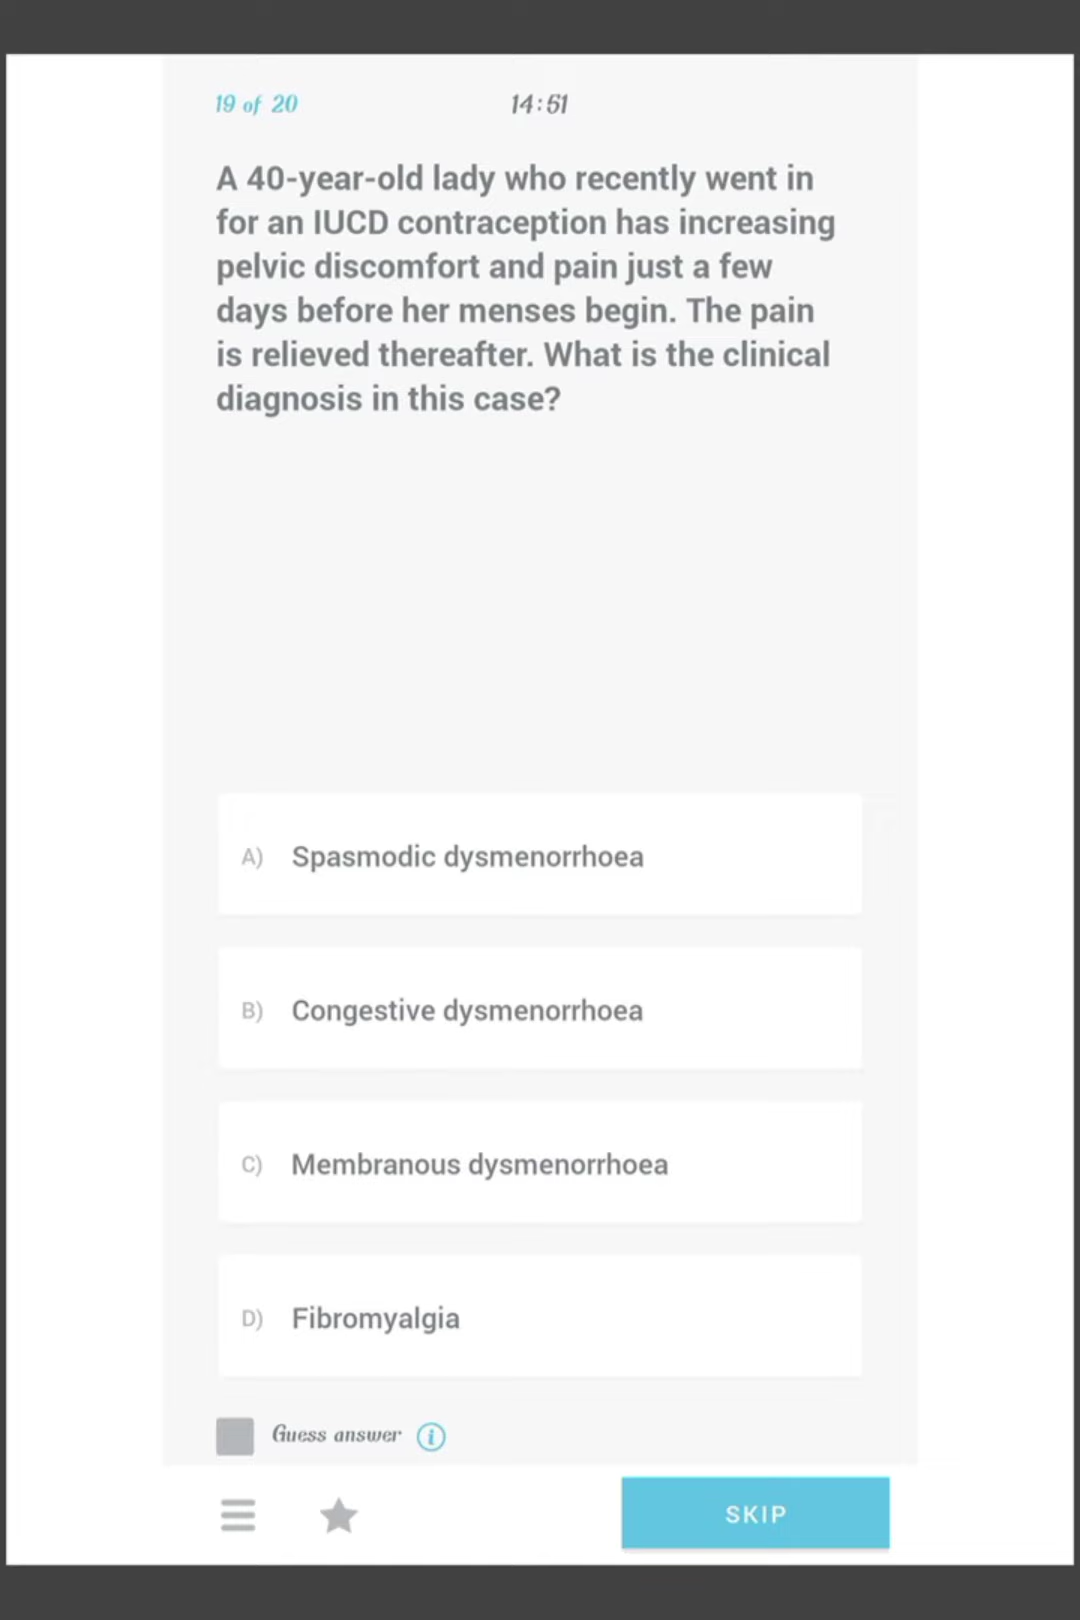 19 of 20
14:51
A 40-year-old lady who recently went in
for an IUCD contraception has increasing
pelvic discomfort and pain just a few
days before her menses begin. The pain
is relieved thereafter. What is the clinical
diagnosis in this case?
A) Spasmodic dysmenorrhoea
B) Congestive dysmenorrhoea
C) Membranous dysmenorrhoea
D) Fibromyalgia
Guess answer i
SKIP